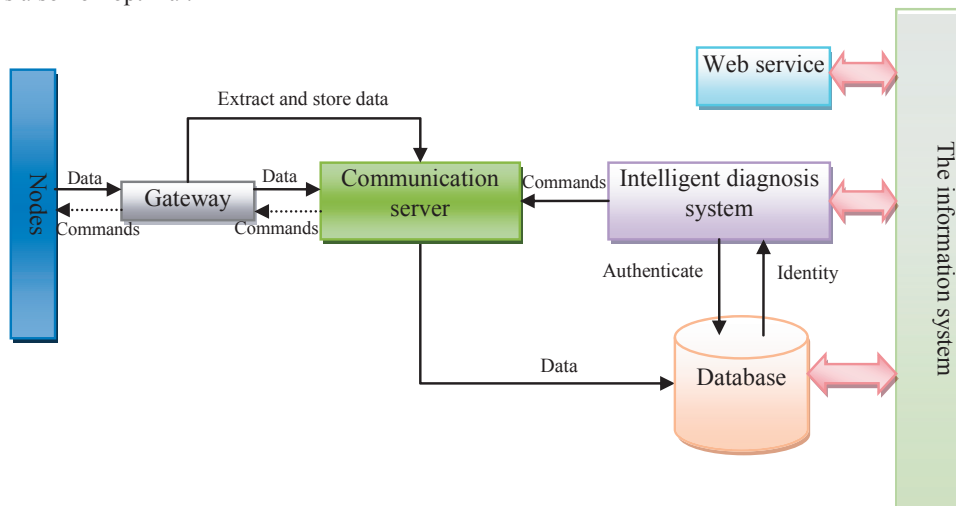 Web service
Extract and store data
The information system
Nodes
Data
Gateway
Data
Communication
server
Commands
Intelligent diagnosis
system
Commands
Commands
Authenticate
Identity
Data
Database